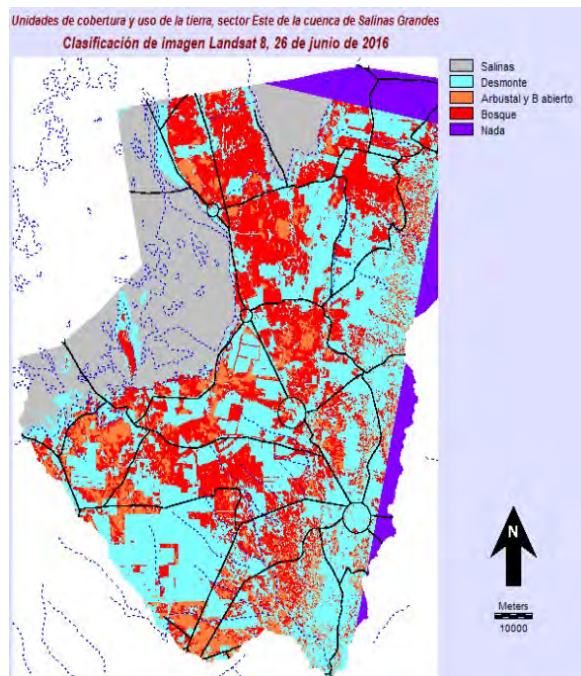 Unidades de cobertura y uso de la tierra, sector Este de la cuenca de Salinas Grandes
Clasificación de imagen Landsat 8, 26 de junio de 2016
Salinas
Desmonte
Arbustal y B abierto
Bosque
Nada
N
Meters
10000